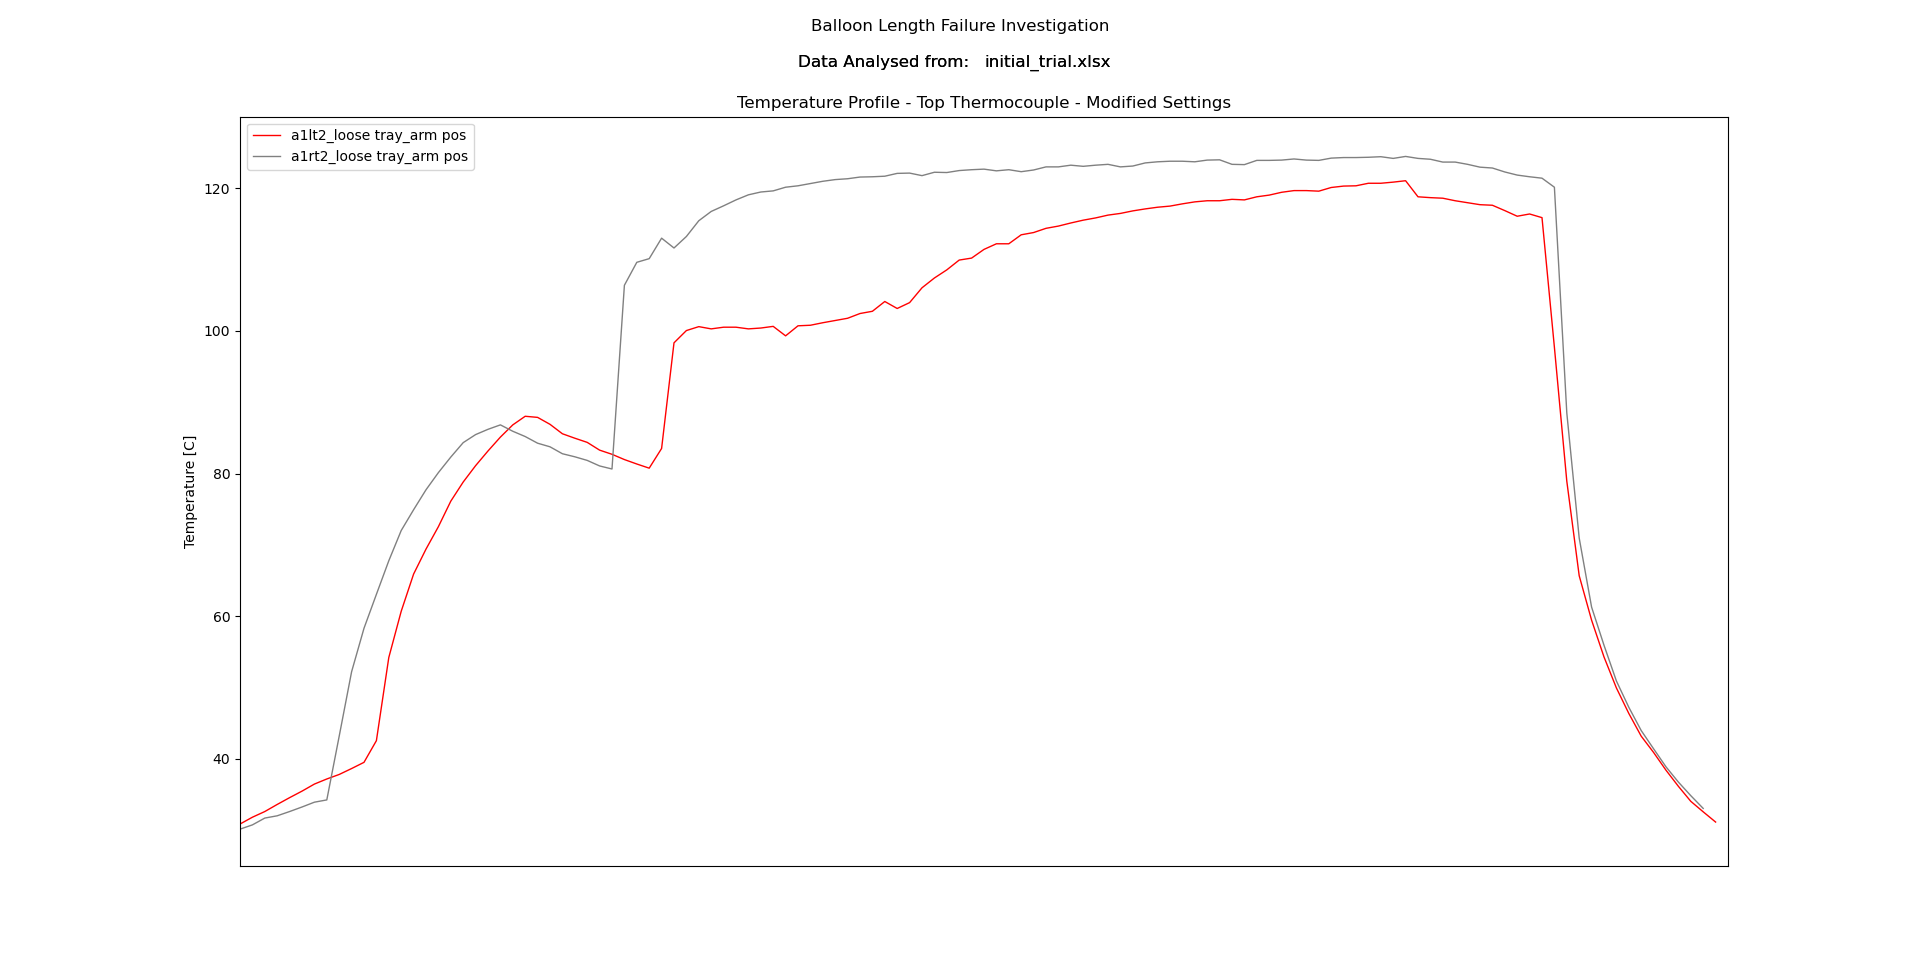 Balloon Length Failure Investigation
Data Analysed from:   initial_trial.xlsx
Temperature Profile - Top Thermocouple - Modified Settings
a1lt2_loose tray_arm pos
a1rt2_loose tray_arm pos
120
100
80
60
40
Temperature [C]